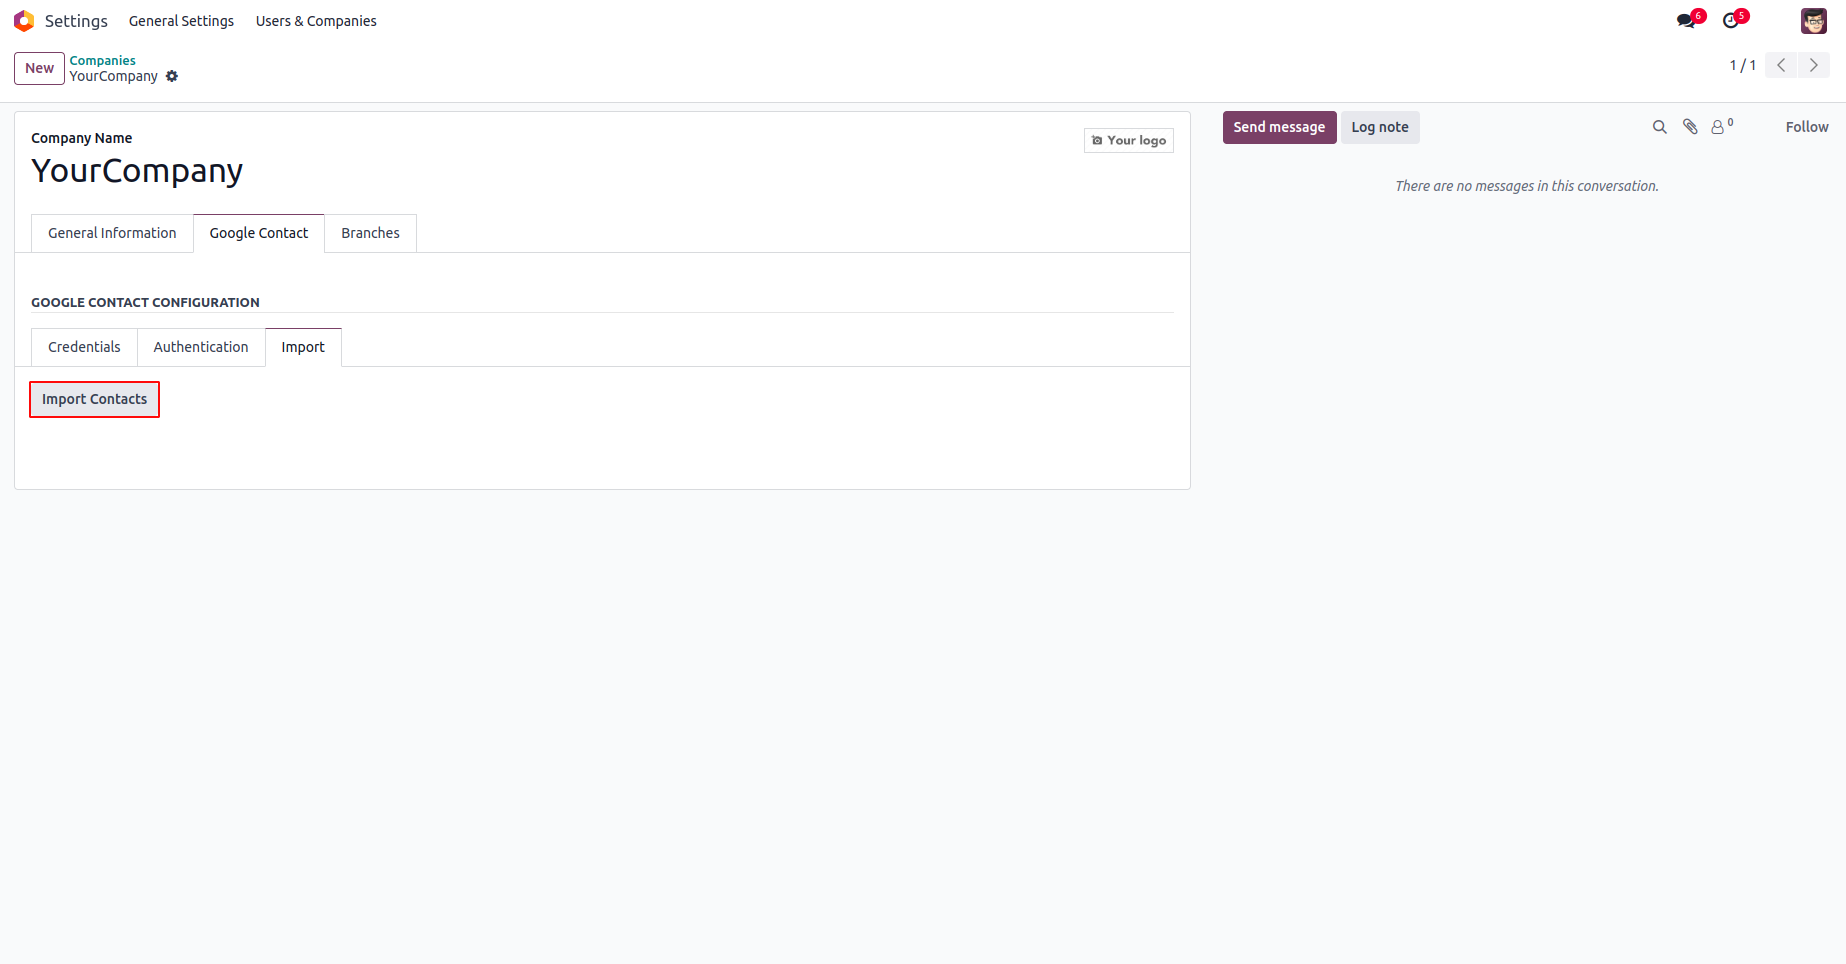 Settings General Settings Users & Companies 6 5
New Companies 1 / 1
YourCompany
Company Name Your logo
YourCompany
General Information Google Contact Branches
GOOGLE CONTACT CONFIGURATION
Credentials Authentication Import
Import Contacts
Send message Log note 0 Follow
There are no messages in this conversation.